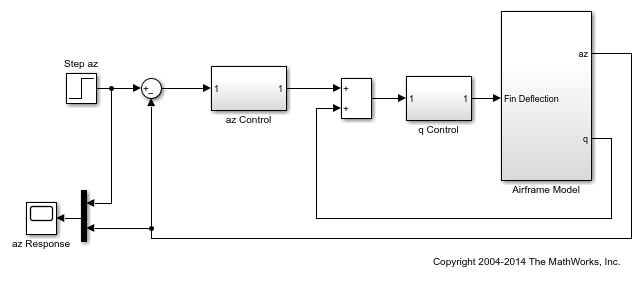 Step az
+
−
1
1
az Control
+
+
1
1
q Control
az
Fin Deflection
q
Airframe Model
az Response
Copyright 2004-2014 The MathWorks, Inc.